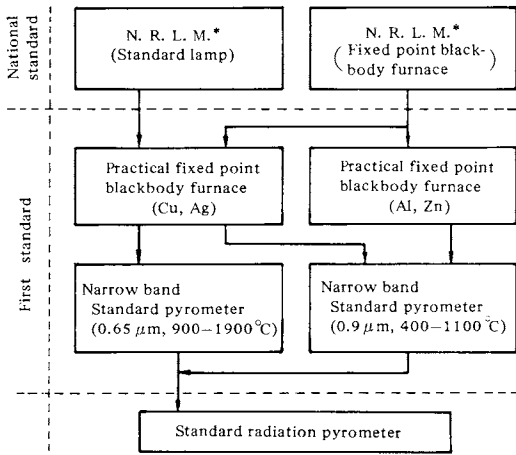 National
standard
N. R. L. M.*
(Standard lamp)
N. R. L. M.*
(Fixed point black-
body furnace)
First standard
Practical fixed point
blackbody furnace
(Cu, Ag)
Practical fixed point
blackbody furnace
(Al, Zn)
Narrow band
Standard pyrometer
(0.65 μm, 900–1900°C)
Narrow band
Standard pyrometer
(0.9 μm, 400–1100°C)
Standard radiation pyrometer